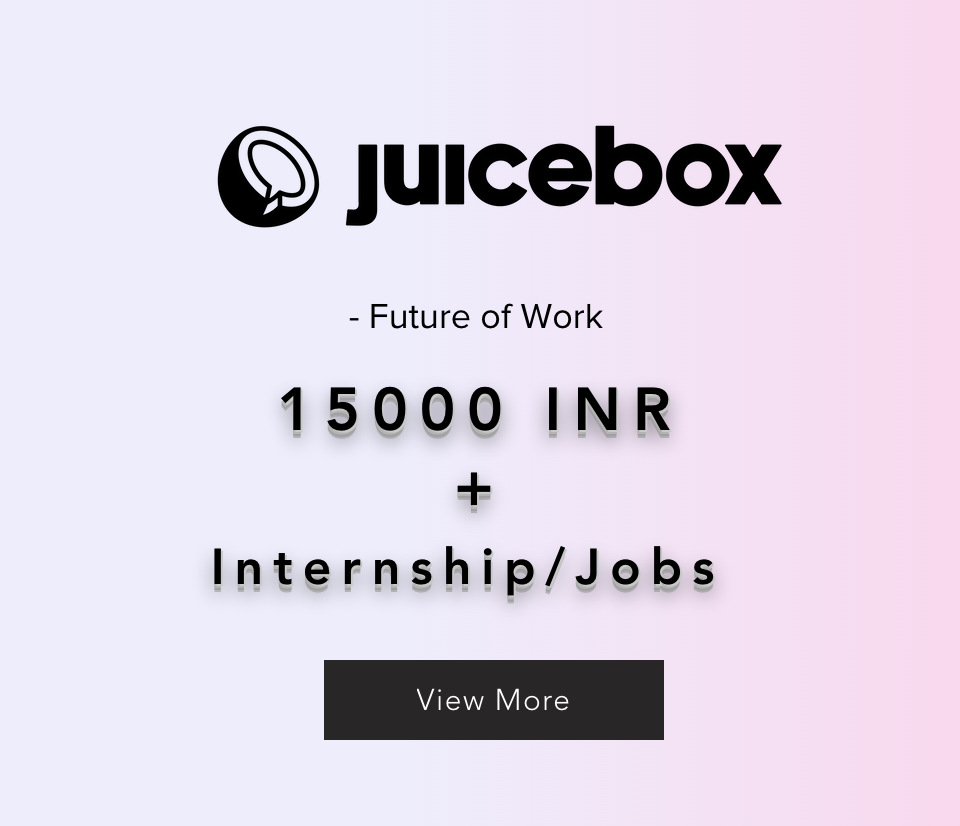 juicebox
- Future of Work
15000 INR
+
Internship/Jobs
View More